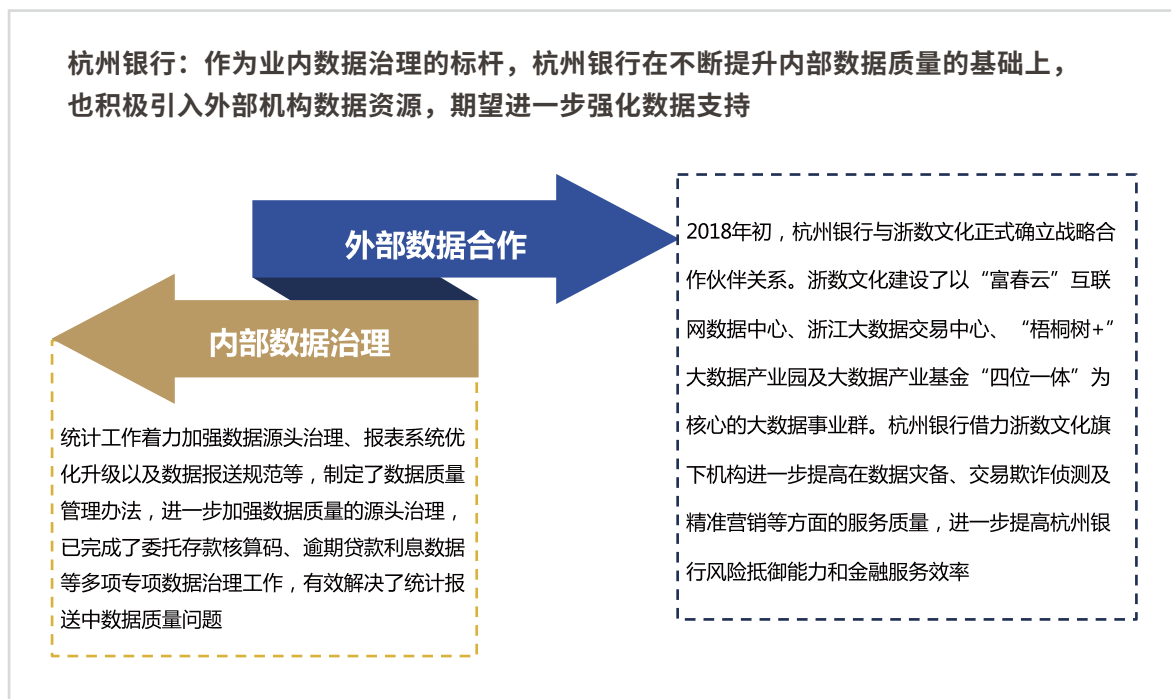 杭州银行：作为业内数据治理的标杆，杭州银行在不断提升内部数据质量的基础上，
也积极引入外部机构数据资源，期望进一步强化数据支持
外部数据合作
内部数据治理
统计工作着力加强数据源头治理、报表系统优
化升级以及数据报送规范等，制定了数据质量
管理办法，进一步加强数据质量的源头治理，
已完成了委托存款核算码、逾期贷款利息数据
等多项专项数据治理工作，有效解决了统计报
送中数据质量问题
2018年初，杭州银行与浙数文化正式确立战略合
作伙伴关系。浙数文化建设了以“富春云”互联
网数据中心、浙江大数据交易中心、“梧桐树+”
大数据产业园及大数据产业基金“四位一体”为
核心的大数据事业群。杭州银行借力浙数文化旗
下机构进一步提高在数据灾备、交易欺诈侦测及
精准营销等方面的服务质量，进一步提高杭州银
行风险抵御能力和金融服务效率